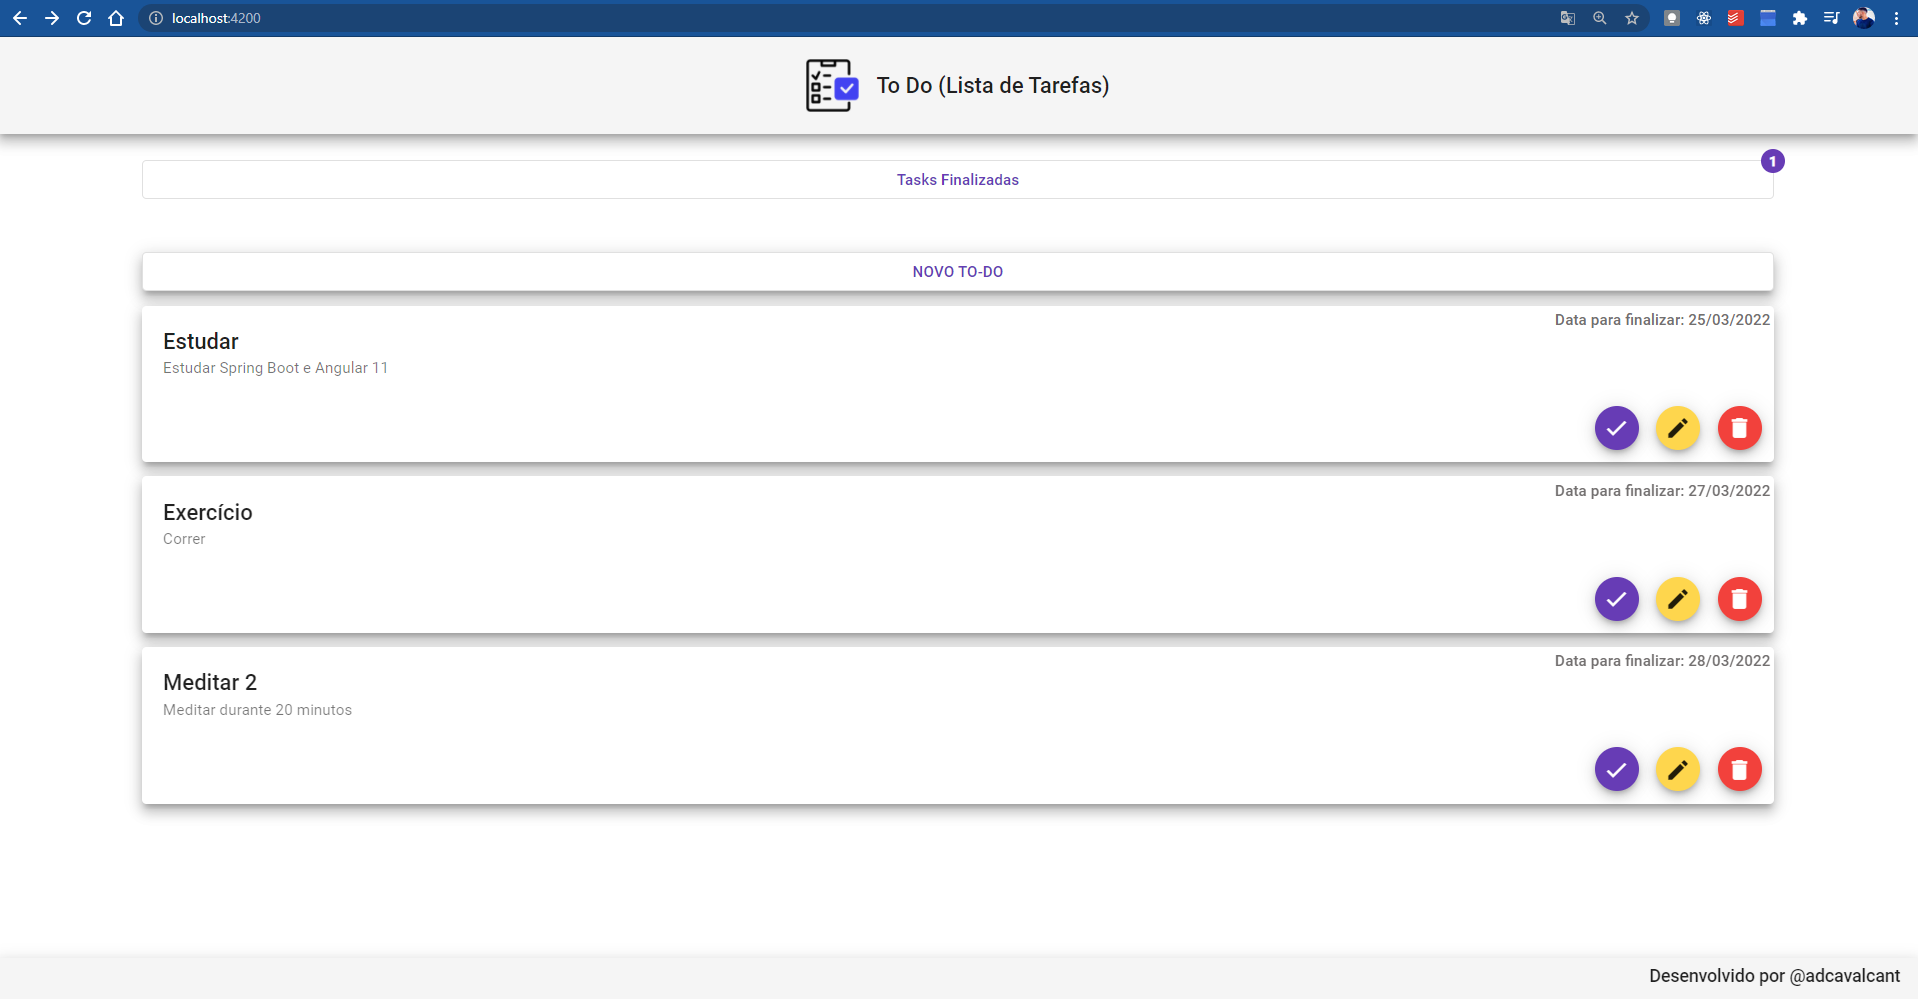 localhost:4200
To Do (Lista de Tarefas)
1
Tasks Finalizadas
NOVO TO-DO
Data para finalizar: 25/03/2022
Estudar
Estudar Spring Boot e Angular 11
Data para finalizar: 27/03/2022
Exercício
Correr
Data para finalizar: 28/03/2022
Meditar 2
Meditar durante 20 minutos
Desenvolvido por @adcavalcant